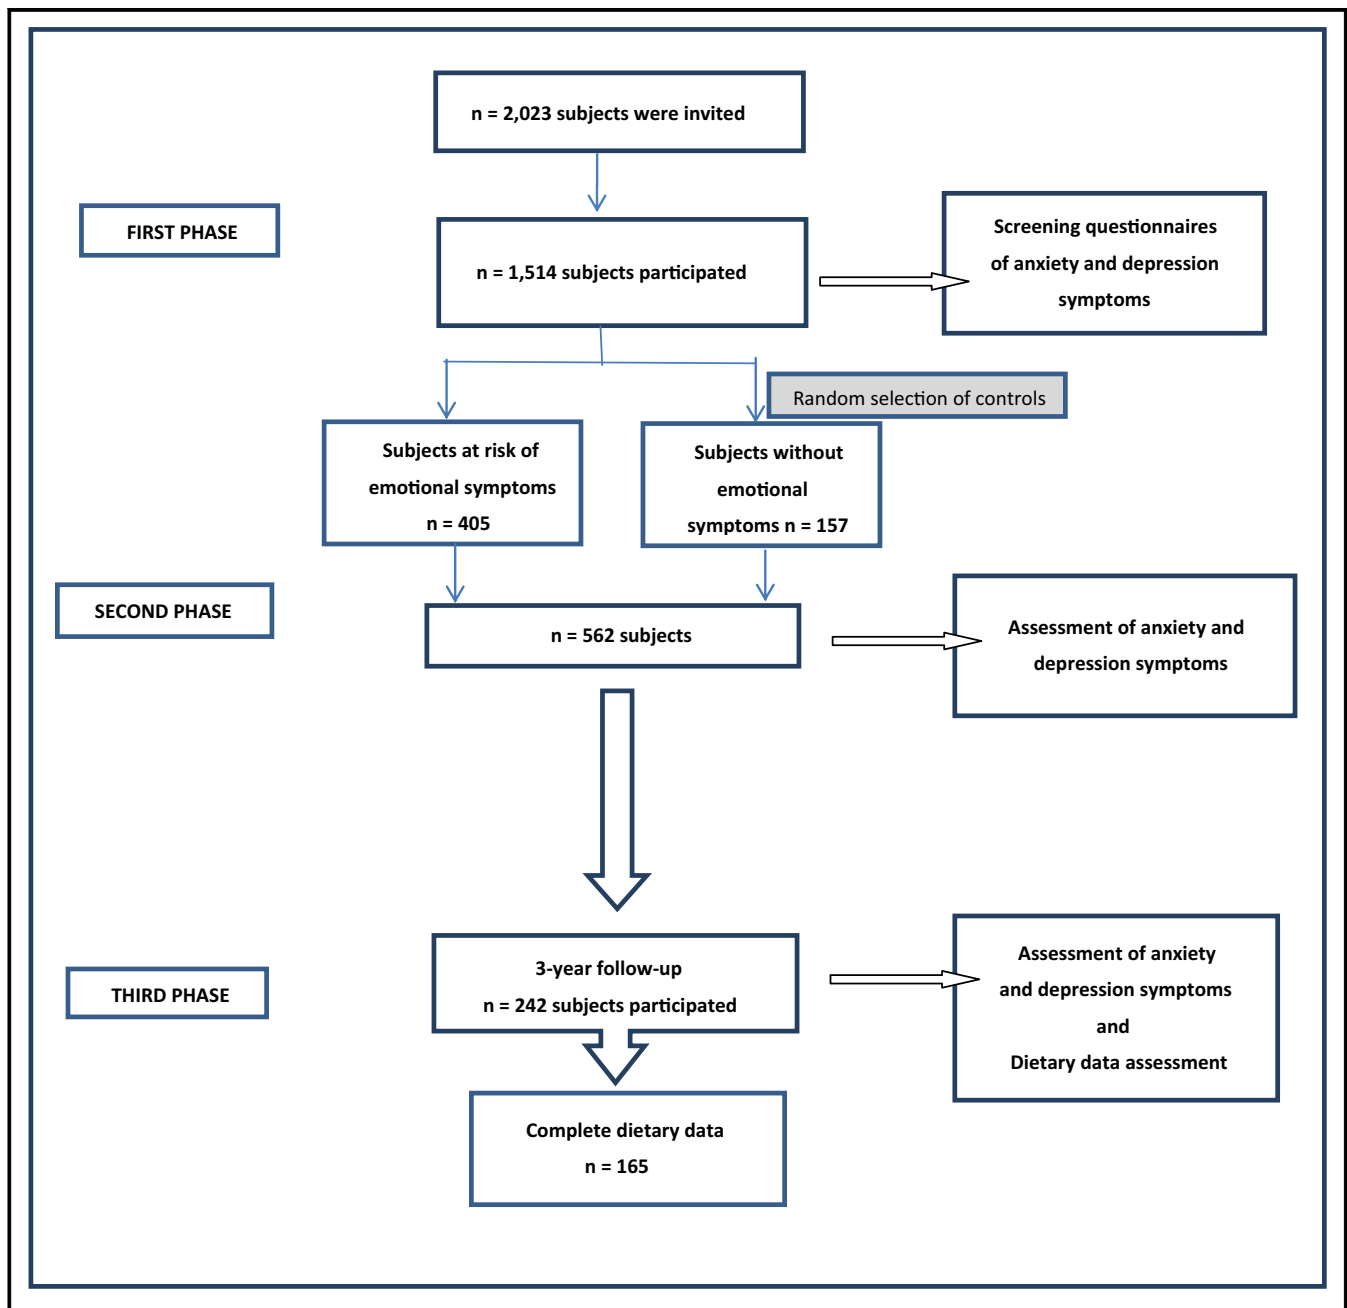 n = 2,023 subjects were invited
FIRST PHASE
n = 1,514 subjects participated
Screening questionnaires
of anxiety and depression
symptoms
Random selection of controls
Subjects at risk of
emotional symptoms
n = 405
Subjects without
emotional
symptoms n = 157
SECOND PHASE
n = 562 subjects
Assessment of anxiety and
depression symptoms
THIRD PHASE
3-year follow-up
n = 242 subjects participated
Assessment of anxiety
and depression symptoms
and
Dietary data assessment
Complete dietary data
n = 165